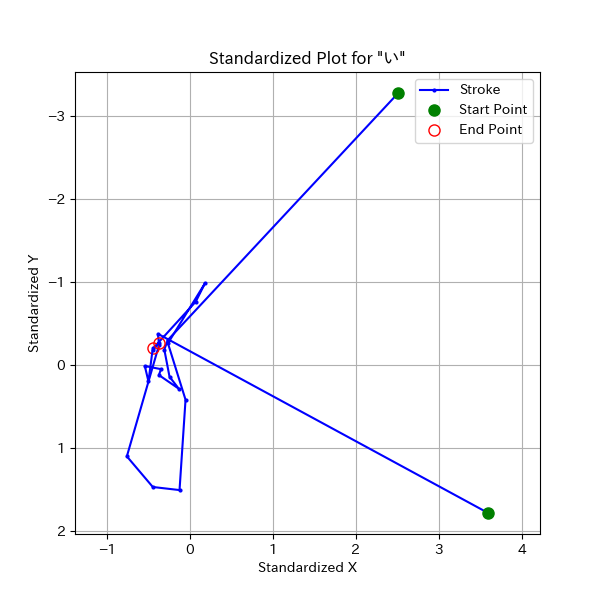 Standardized Plot for "い"
Stroke
Start Point
End Point
Standardized Y
−3
−2
−1
0
1
2
−1
0
1
2
3
4
Standardized X